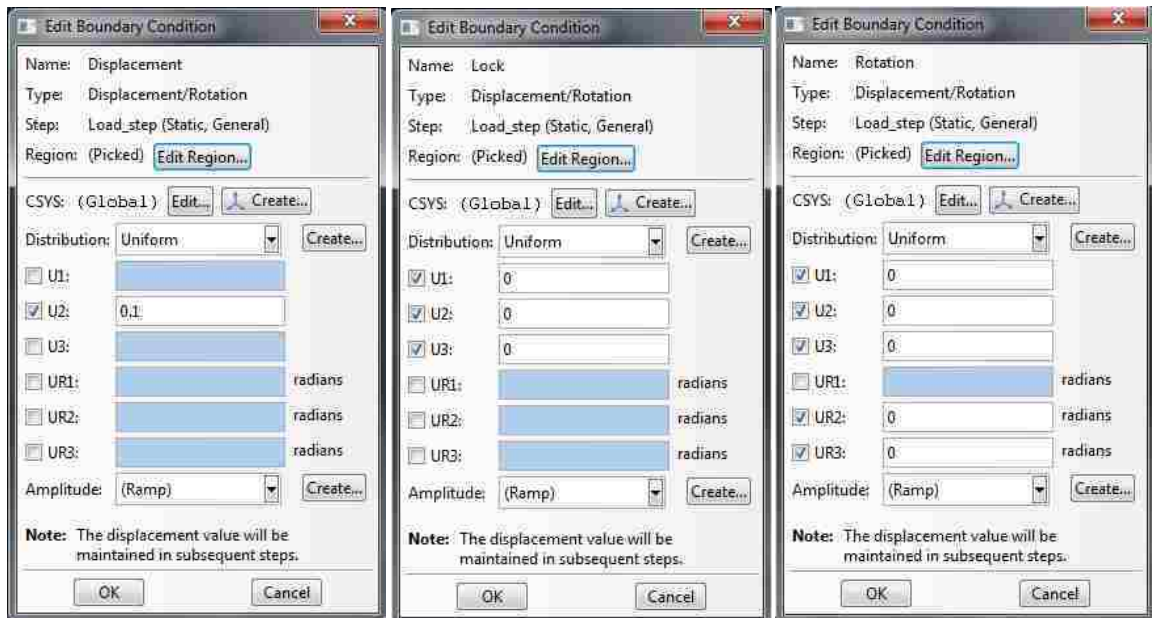 Edit Boundary Condition
Name: Displacement
Type: Displacement/Rotation
Step: Load_step (Static, General)
Region: (Picked) Edit Region...
CSYS: (Global) Edit... Create...
Distribution: Uniform Create...
U1:
U2: 0.1
U3:
UR1: radians
UR2: radians
UR3: radians
Amplitude: (Ramp) Create...
Note: The displacement value will be
maintained in subsequent steps.
OK Cancel
Edit Boundary Condition
Name: Lock
Type: Displacement/Rotation
Step: Load_step (Static, General)
Region: (Picked) Edit Region...
CSYS: (Global) Edit... Create...
Distribution: Uniform Create...
U1: 0
U2: 0
U3: 0
UR1: radians
UR2: radians
UR3: radians
Amplitude: (Ramp) Create...
Note: The displacement value will be
maintained in subsequent steps.
OK Cancel
Edit Boundary Condition
Name: Rotation
Type: Displacement/Rotation
Step: Load_step (Static, General)
Region: (Picked) Edit Region...
CSYS: (Global) Edit... Create...
Distribution: Uniform Create...
U1: 0
U2: 0
U3: 0
UR1: radians
UR2: 0 radians
UR3: 0 radians
Amplitude: (Ramp) Create...
Note: The displacement value will be
maintained in subsequent steps.
OK Cancel